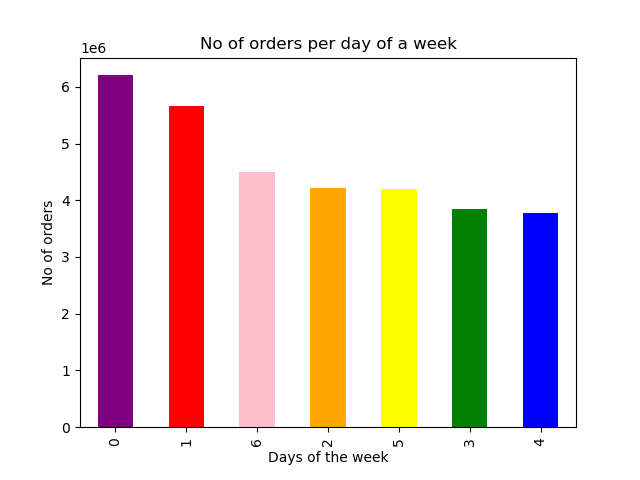 No of orders per day of a week
1e6
6
5
4
3
2
1
0
No of orders
0 1 6 2 5 3 4
Days of the week